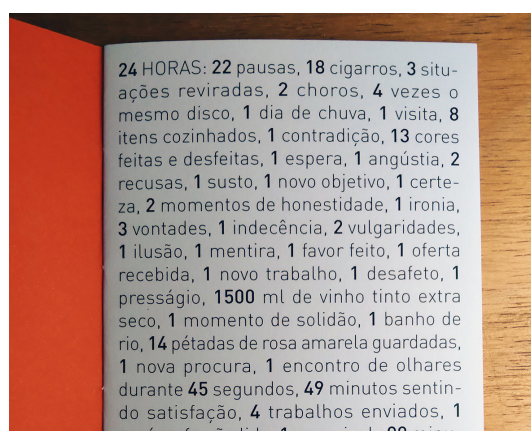 24 HORAS: 22 pausas, 18 cigarros, 3 situ-
ações reviradas, 2 choros, 4 vezes o
mesmo disco, 1 dia de chuva, 1 visita, 8
itens cozinhados, 1 contradição, 13 cores
feitas e desfeitas, 1 espera, 1 angústia, 2
recusas, 1 susto, 1 novo objetivo, 1 certe-
za, 2 momentos de honestidade, 1 ironia,
3 vontades, 1 indecência, 2 vulgaridades,
1 ilusão, 1 mentira, 1 favor feito, 1 oferta
recebida, 1 novo trabalho, 1 desafeto, 1
presságio, 1500 ml de vinho tinto extra
seco, 1 momento de solidão, 1 banho de
rio, 14 pétadas de rosa amarela guardadas,
1 nova procura, 1 encontro de olhares
durante 45 segundos, 49 minutos sentin-
do satisfação, 4 trabalhos enviados, 1